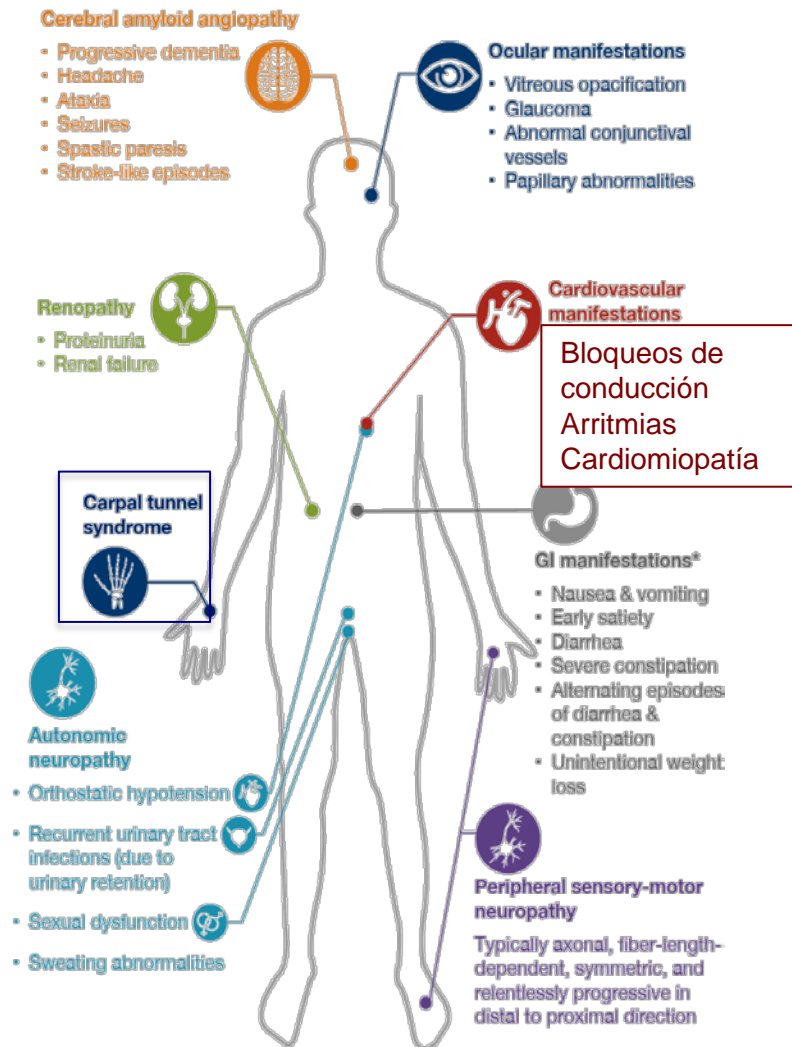 Cerebral amyloid angiopathy
• Progressive dementia
• Headache
• Ataxia
• Seizures
• Spastic paresis
• Stroke-like episodes
Ocular manifestations
• Vitreous opacification
• Glaucoma
• Abnormal conjunctival
vessels
• Papillary abnormalities
Renopathy
• Proteinuria
• Renal failure
Cardiovascular
manifestations
Bloqueos de
conducción
Arritmias
Cardiomiopatía
Carpal tunnel
syndrome
GI manifestations*
• Nausea & vomiting
• Early satiety
• Diarrhea
• Severe constipation
• Alternating episodes
of diarrhea &
constipation
• Unintentional weight
loss
Autonomic
neuropathy
• Orthostatic hypotension
• Recurrent urinary tract
infections (due to
urinary retention)
• Sexual dysfunction
• Sweating abnormalities
Peripheral sensory-motor
neuropathy
Typically axonal, fiber-length-
dependent, symmetric, and
relentlessly progressive in
distal to proximal direction